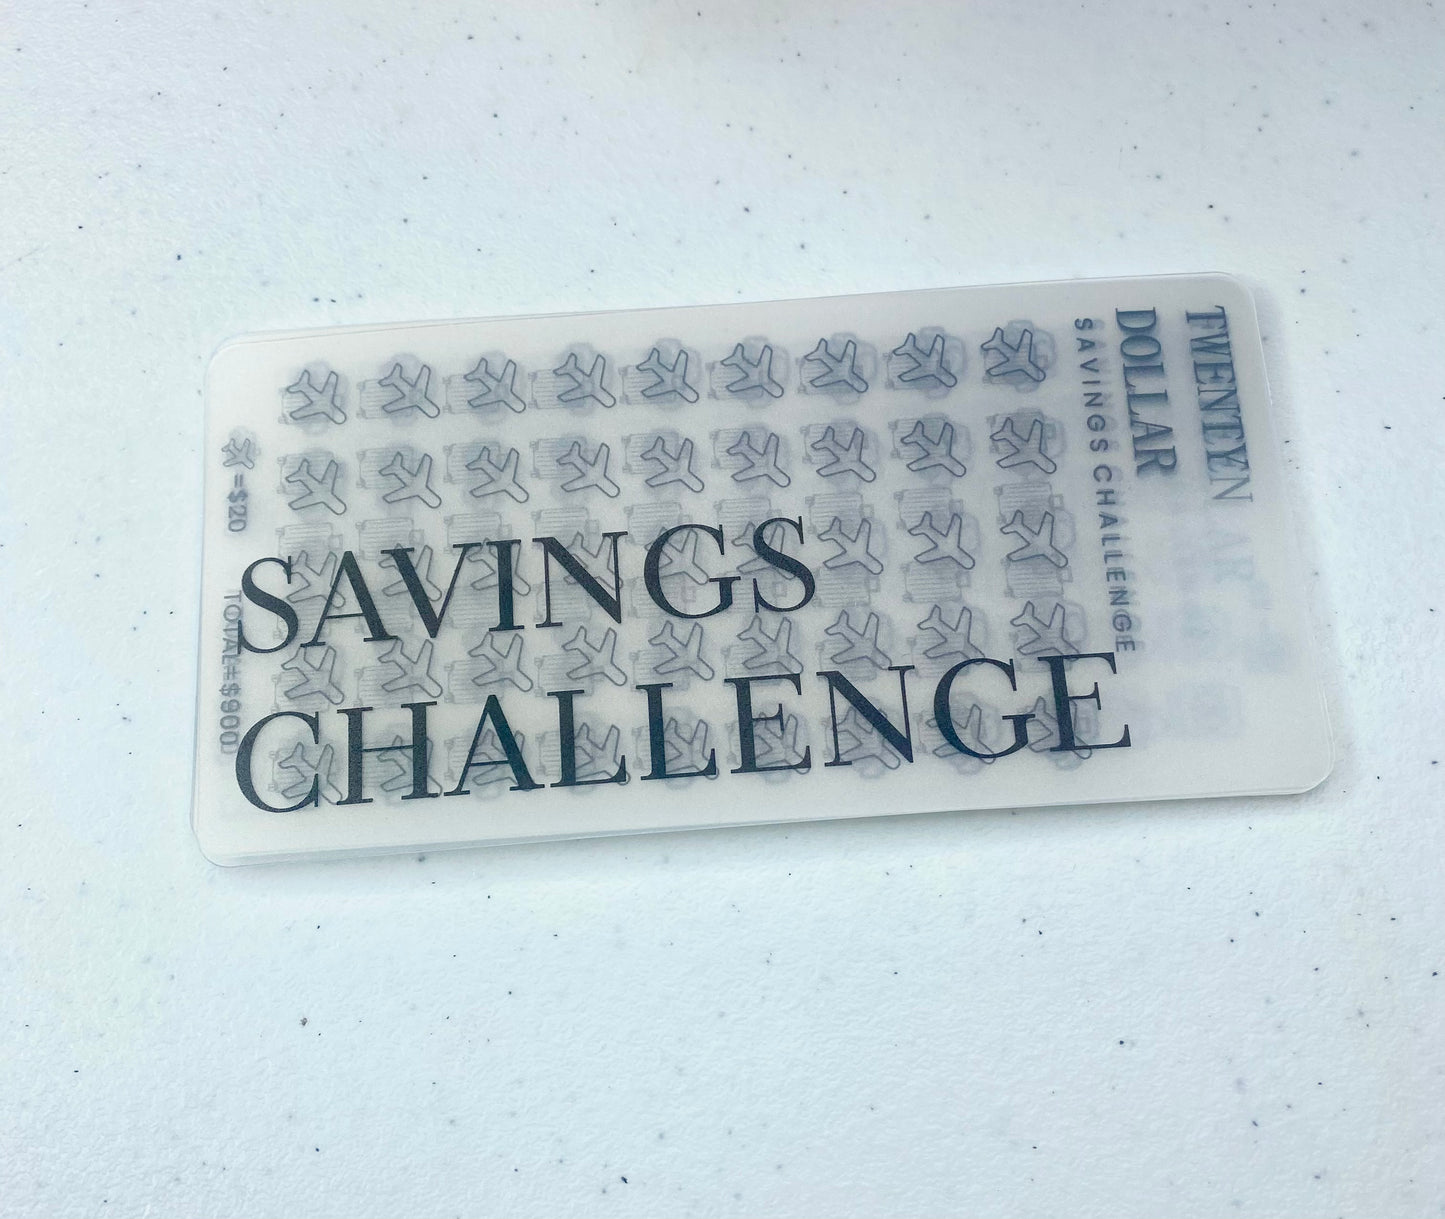 SAVINGS
CHALLENGE
TWENTY
DOLLAR
SAVINGS CHALLENGE
=$20
TOTAL=$900